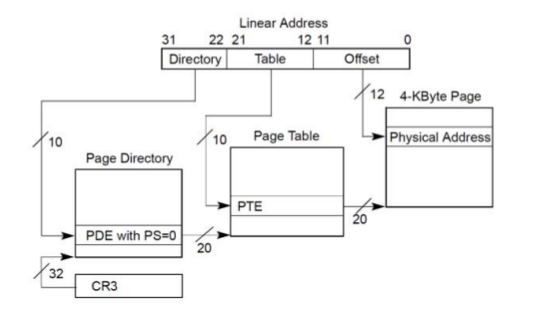 Linear Address
31 22 21 12 11 0
Directory Table Offset
12
4-KByte Page
10
10
Page Table
Physical Address
Page Directory
PTE
20
PDE with PS=0
20
32
CR3